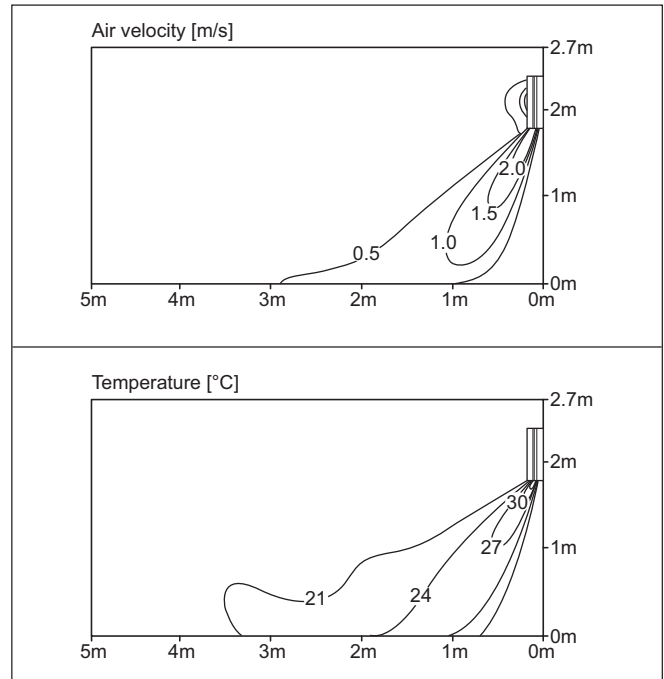 Air velocity [m/s]
2.7m
2m
2.0
1m
1.5
1.0
0.5
0m
5m 4m 3m 2m 1m 0m
Temperature [°C]
2.7m
2m
30
1m
27
21 24
0m
5m 4m 3m 2m 1m 0m